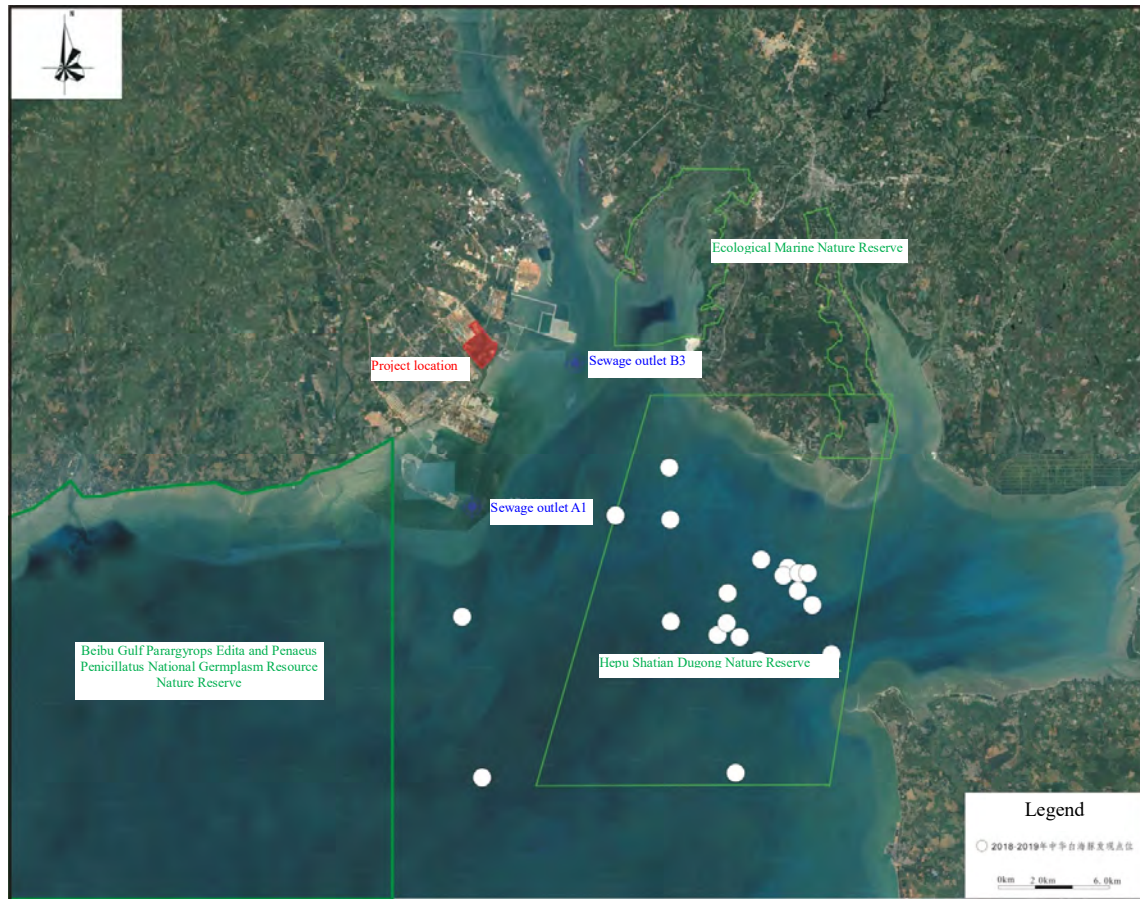 N
Ecological Marine Nature Reserve
Project location
Sewage outlet B3
Sewage outlet A1
Beibu Gulf Parargyrops Edita and Penaeus
Penicillatus National Germplasm Resource
Nature Reserve
Hepu Shatian Dugong Nature Reserve
Legend
2018-2019年中华白海豚发现点位
0km 2.0km 6.0km